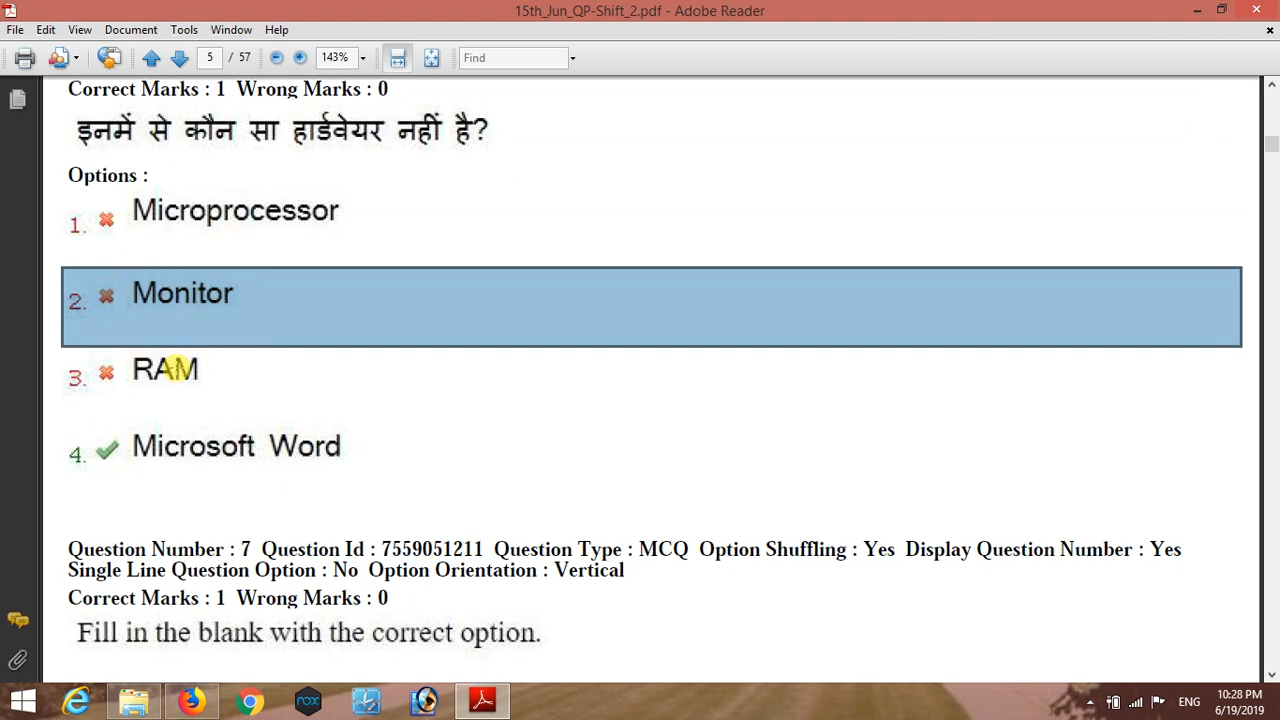 15th_Jun_QP-Shift_2.pdf - Adobe Reader
File Edit View Document Tools Window Help
5 / 57 143% Find
Correct Marks : 1 Wrong Marks : 0
इनमें से कौन सा हार्डवेयर नहीं है?
Options :
1. Microprocessor
2. Monitor
3. RAM
4. Microsoft Word
Question Number : 7 Question Id : 7559051211 Question Type : MCQ Option Shuffling : Yes Display Question Number : Yes
Single Line Question Option : No Option Orientation : Vertical
Correct Marks : 1 Wrong Marks : 0
Fill in the blank with the correct option.
nox
ENG
10:28 PM
6/19/2019